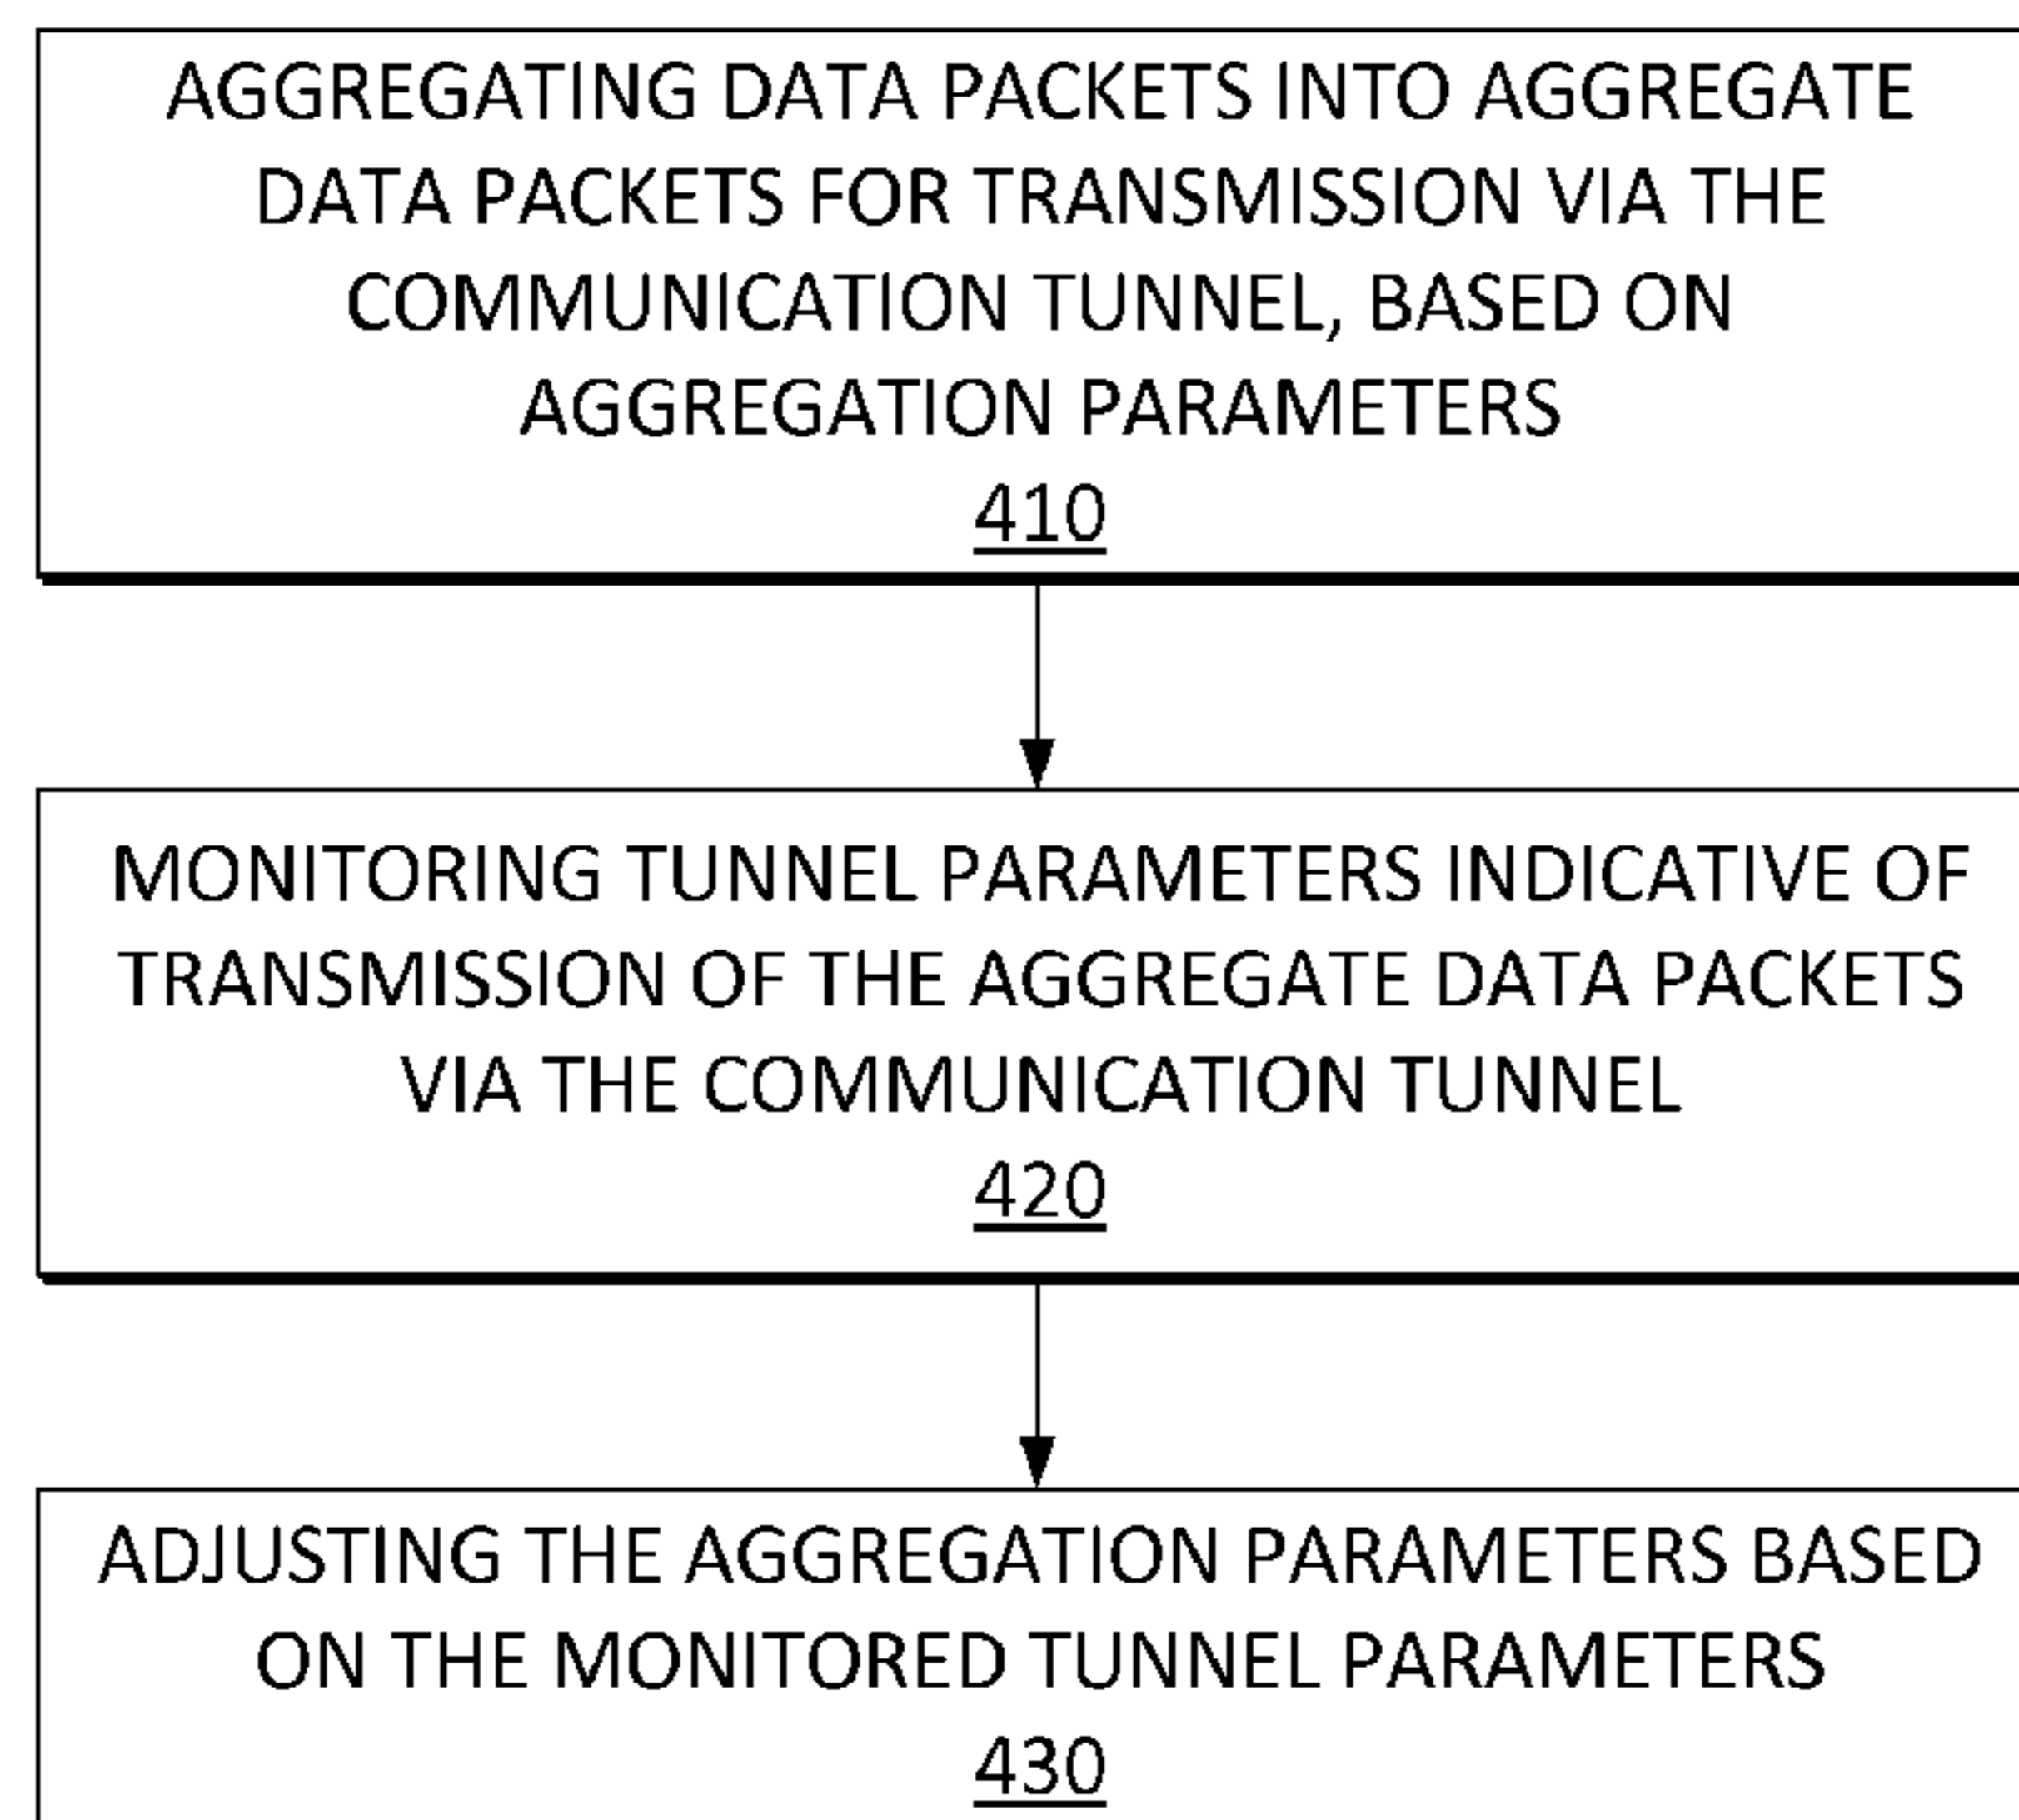 AGGREGATING DATA PACKETS INTO AGGREGATE
DATA PACKETS FOR TRANSMISSION VIA THE
COMMUNICATION TUNNEL, BASED ON
AGGREGATION PARAMETERS
410
MONITORING TUNNEL PARAMETERS INDICATIVE OF
TRANSMISSION OF THE AGGREGATE DATA PACKETS
VIA THE COMMUNICATION TUNNEL
420
ADJUSTING THE AGGREGATION PARAMETERS BASED
ON THE MONITORED TUNNEL PARAMETERS
430